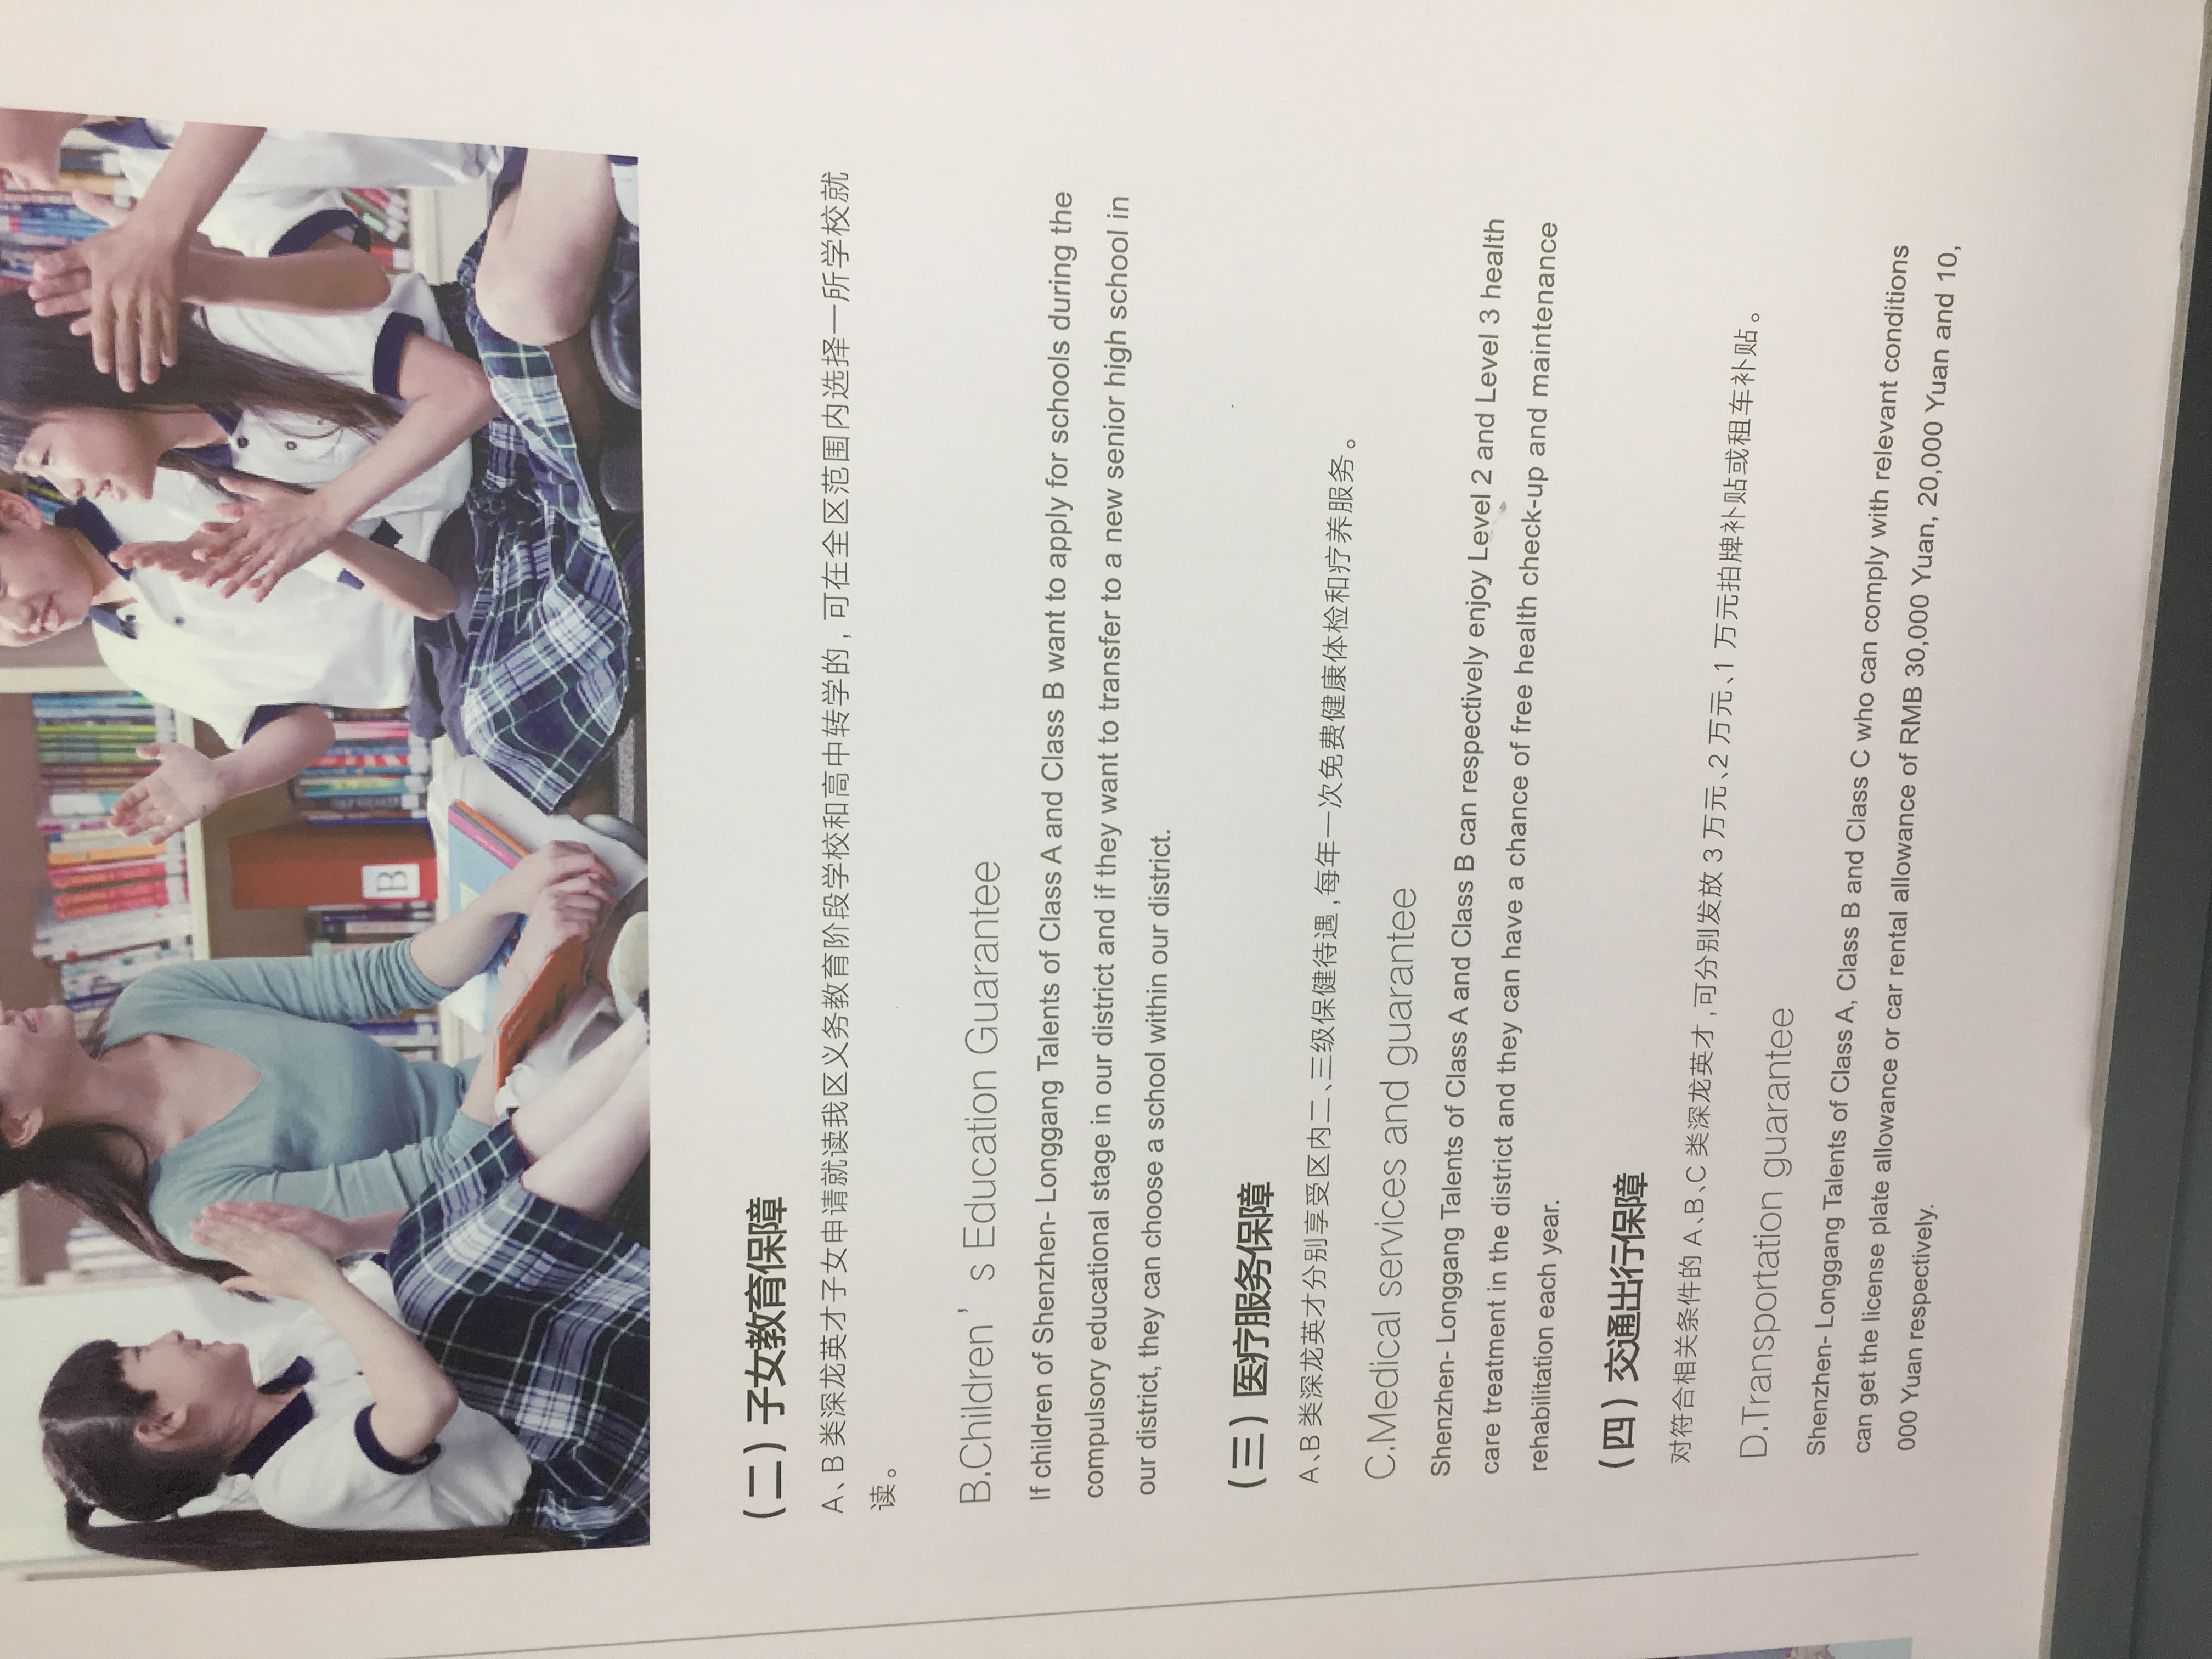 B
(二)子女教育保障
A、B类深龙英才子女申请就读我区义务教育阶段学校和高中转学的,可在全区范围内选择一所学校就
读。
B.Children’s Education Guarantee
If children of Shenzhen- Longgang Talents of Class A and Class B want to apply for schools during the
compulsory educational stage in our district and if they want to transfer to a new senior high school in
our district, they can choose a school within our district.
(三)医疗服务保障
A、B类深龙英才分别享受区内二、三级保健待遇,每年一次免费健康体检和疗养服务。
C.Medical services and guarantee
Shenzhen- Longgang Talents of Class A and Class B can respectively enjoy Level 2 and Level 3 health
care treatment in the district and they can have a chance of free health check-up and maintenance
rehabilitation each year.
(四)交通出行保障
对符合相关条件的 A、B、C 类深龙英才,可分别发放 3 万元、2 万元、1 万元拍牌补贴或租车补贴。
D.Transportation guarantee
Shenzhen- Longgang Talents of Class A, Class B and Class C who can comply with relevant conditions
can get the license plate allowance or car rental allowance of RMB 30,000 Yuan, 20,000 Yuan and 10,
000 Yuan respectively.